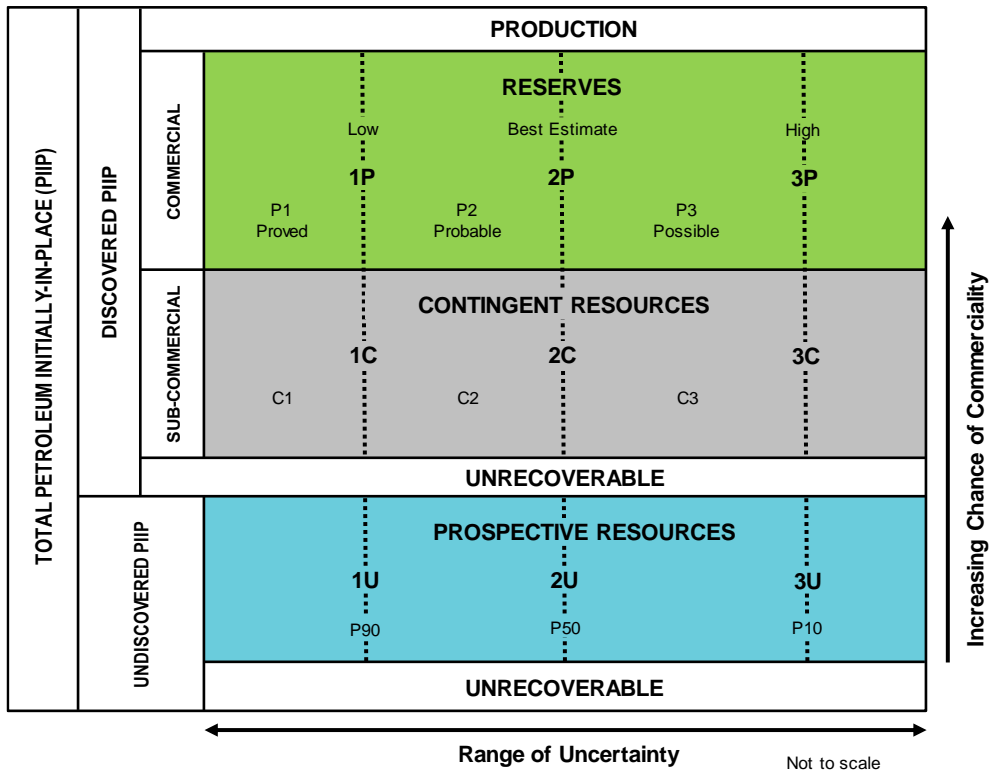 TOTAL PETROLEUM INITIALLY-IN-PLACE (PIIP)
DISCOVERED PIIP
UNDISCOVERED PIIP
COMMERCIAL
SUB-COMMERCIAL
PRODUCTION
RESERVES
Low Best Estimate High
1P 2P 3P
P1 P2 P3
Proved Probable Possible
CONTINGENT RESOURCES
1C 2C 3C
C1 C2 C3
UNRECOVERABLE
PROSPECTIVE RESOURCES
1U 2U 3U
P90 P50 P10
UNRECOVERABLE
Increasing Chance of Commerciality
Range of Uncertainty
Not to scale